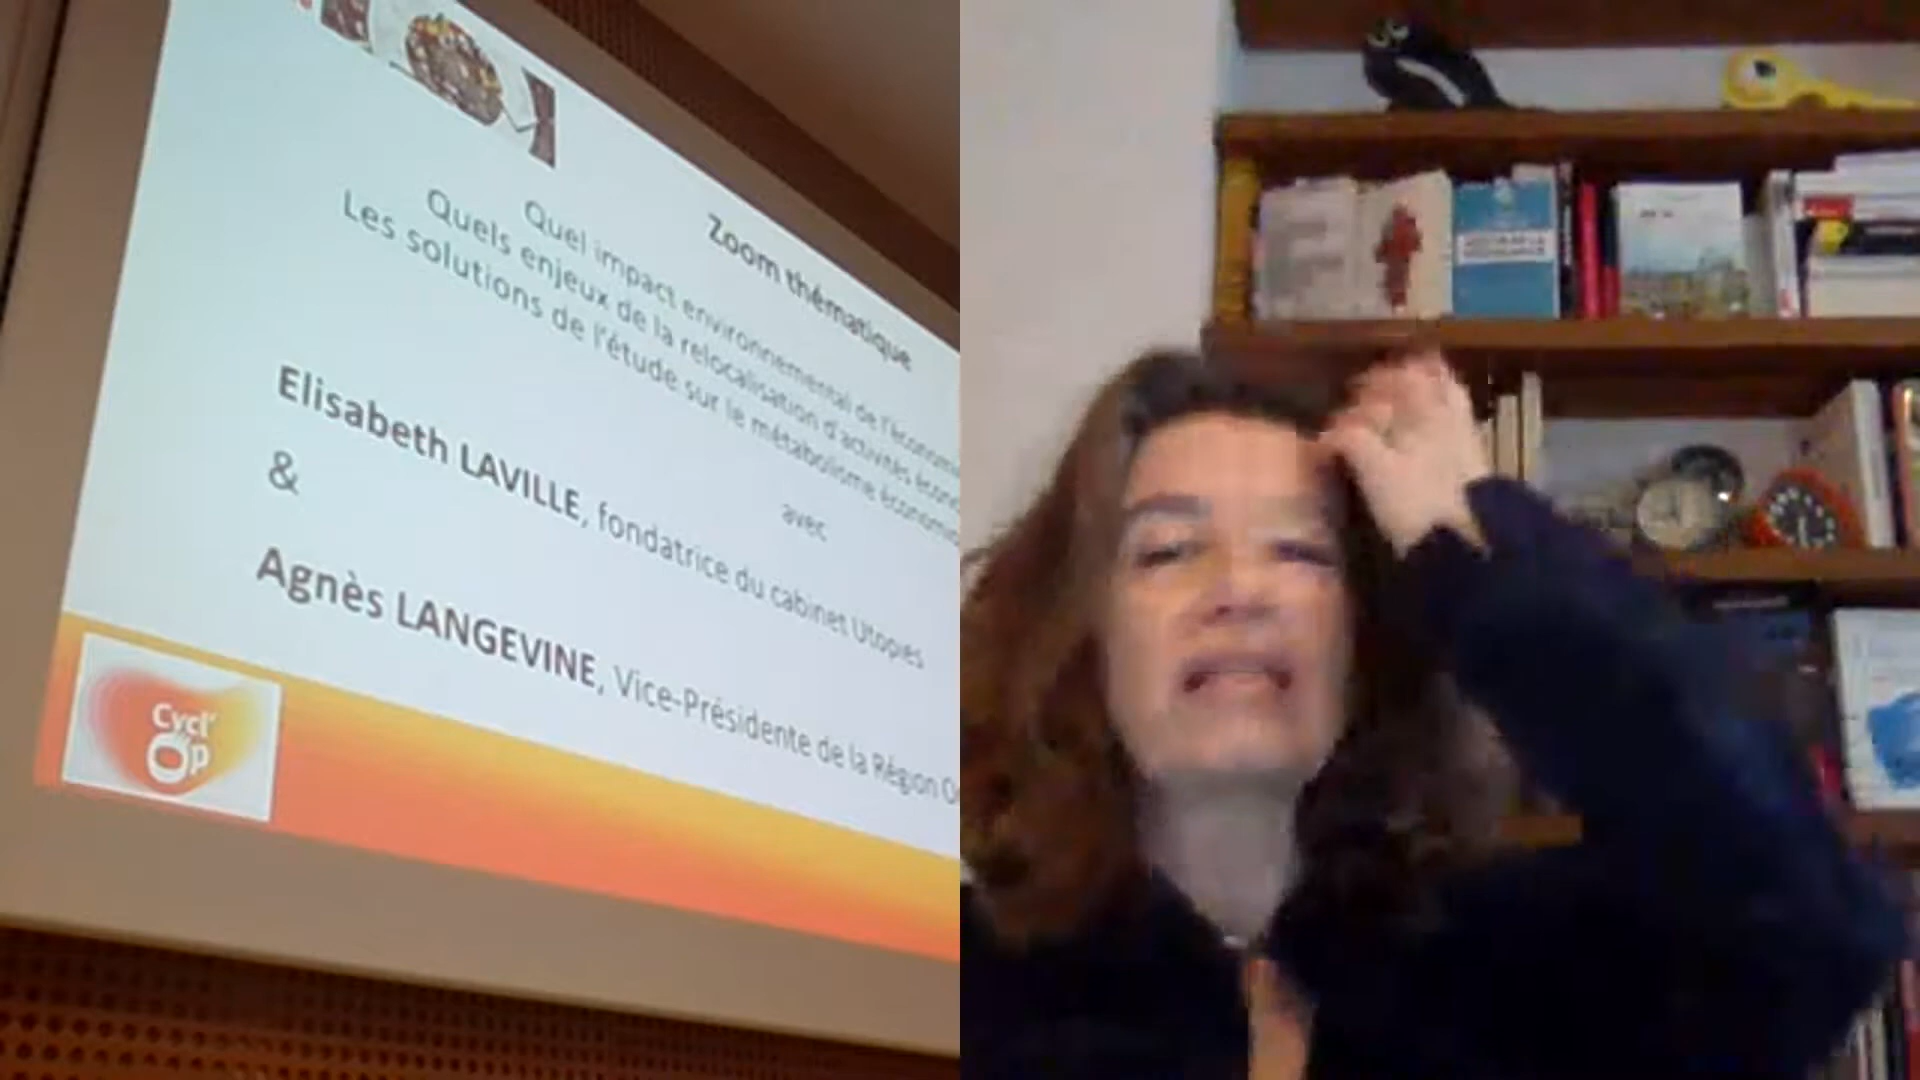 Zoom thématique
Quel impact environnemental de l'économi
Quels enjeux de la relocalisation d'activités écono
Les solutions de l'étude sur le métabolisme économi
avec
Elisabeth LAVILLE, fondatrice du cabinet Utopies
&
Agnès LANGEVINE, Vice-Présidente de la Région O
Cycl'
Op